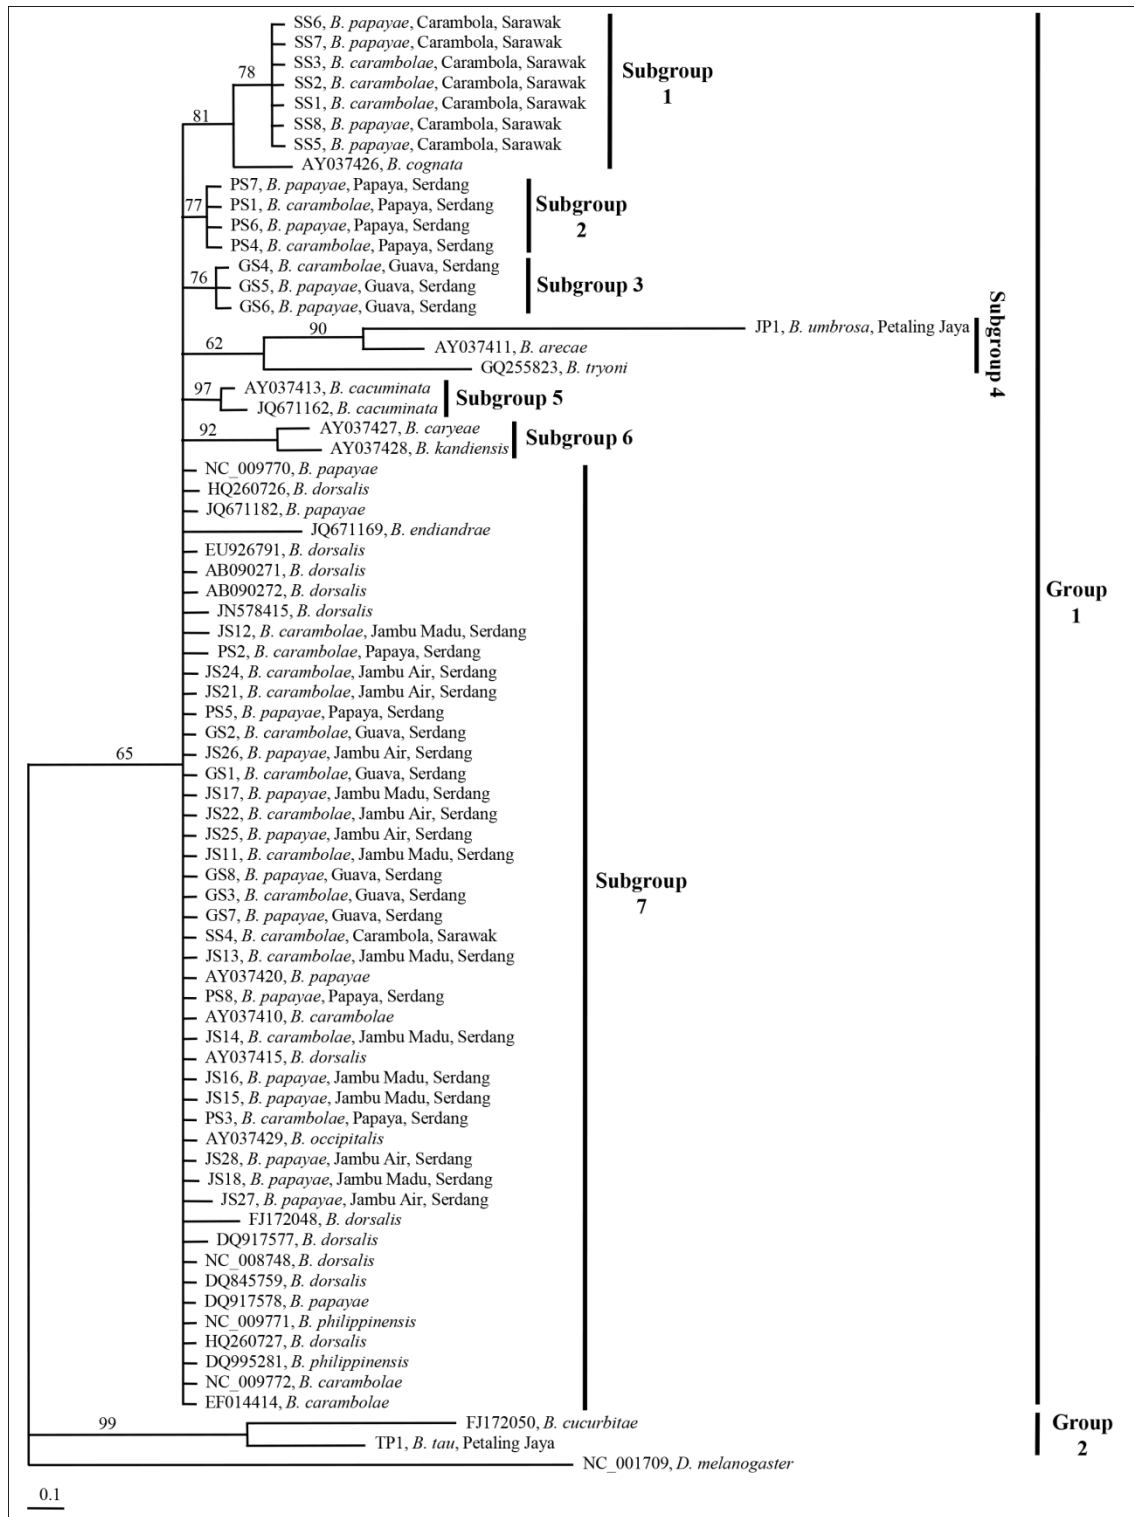 SS6, B. papayae, Carambola, Sarawak
SS7, B. papayae, Carambola, Sarawak
SS3, B. carambolae, Carambola, Sarawak
78
Subgroup
1
SS2, B. carambolae, Carambola, Sarawak
SS1, B. carambolae, Carambola, Sarawak
81
SS8, B. papayae, Carambola, Sarawak
SS5, B. papayae, Carambola, Sarawak
AY037426, B. cognata
PS7, B. papayae, Papaya, Serdang
77
PS1, B. carambolae, Papaya, Serdang
Subgroup
2
PS6, B. papayae, Papaya, Serdang
PS4, B. carambolae, Papaya, Serdang
GS4, B. carambolae, Guava, Serdang
76
GS5, B. papayae, Guava, Serdang
Subgroup 3
GS6, B. papayae, Guava, Serdang
90
JP1, B. umbrosa, Petaling Jaya
Subgroup 4
62
AY037411, B. arecae
GQ255823, B. tryoni
97
AY037413, B. cacuminata
Subgroup 5
JQ671162, B. cacuminata
92
AY037427, B. caryeae
Subgroup 6
AY037428, B. kandiensis
NC_009770, B. papayae
HQ260726, B. dorsalis
JQ671182, B. papayae
JQ671169, B. endiandrae
EU926791, B. dorsalis
AB090271, B. dorsalis
AB090272, B. dorsalis
Group
1
JN578415, B. dorsalis
JS12, B. carambolae, Jambu Madu, Serdang
PS2, B. carambolae, Papaya, Serdang
JS24, B. carambolae, Jambu Air, Serdang
JS21, B. carambolae, Jambu Air, Serdang
PS5, B. papayae, Papaya, Serdang
GS2, B. carambolae, Guava, Serdang
65
JS26, B. papayae, Jambu Air, Serdang
GS1, B. carambolae, Guava, Serdang
JS17, B. papayae, Jambu Madu, Serdang
JS22, B. carambolae, Jambu Air, Serdang
JS25, B. papayae, Jambu Air, Serdang
JS11, B. carambolae, Jambu Madu, Serdang
GS8, B. papayae, Guava, Serdang
Subgroup
7
GS3, B. carambolae, Guava, Serdang
GS7, B. papayae, Guava, Serdang
SS4, B. carambolae, Carambola, Sarawak
JS13, B. carambolae, Jambu Madu, Serdang
AY037420, B. papayae
PS8, B. papayae, Papaya, Serdang
AY037410, B. carambolae
JS14, B. carambolae, Jambu Madu, Serdang
AY037415, B. dorsalis
JS16, B. papayae, Jambu Madu, Serdang
JS15, B. papayae, Jambu Madu, Serdang
PS3, B. carambolae, Papaya, Serdang
AY037429, B. occipitalis
JS28, B. papayae, Jambu Air, Serdang
JS18, B. papayae, Jambu Madu, Serdang
JS27, B. papayae, Jambu Air, Serdang
FJ172048, B. dorsalis
DQ917577, B. dorsalis
NC_008748, B. dorsalis
DQ845759, B. dorsalis
DQ917578, B. papayae
NC_009771, B. philippinensis
HQ260727, B. dorsalis
DQ995281, B. philippinensis
NC_009772, B. carambolae
EF014414, B. carambolae
99
FJ172050, B. cucurbitae
Group
2
TP1, B. tau, Petaling Jaya
NC_001709, D. melanogaster
0.1